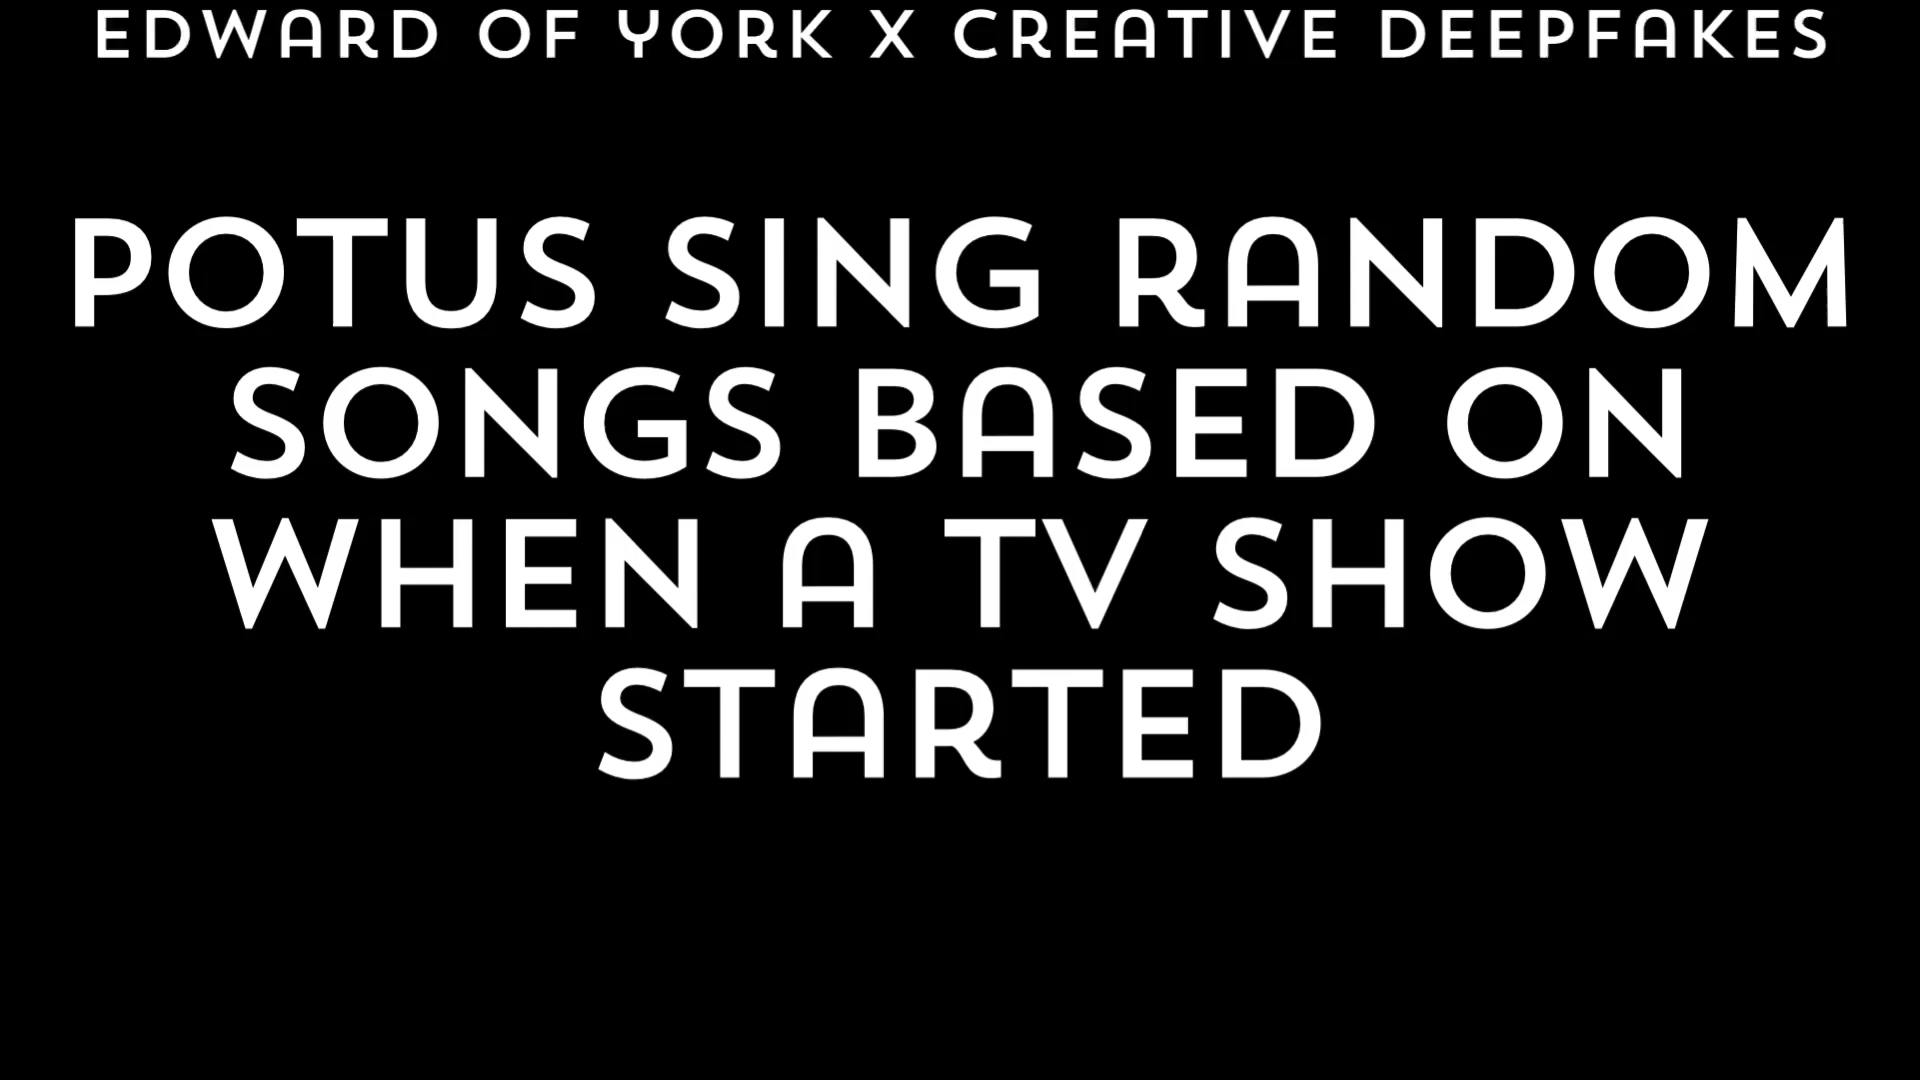 EDWARD OF YORK X CREATIVE DEEPFAKES
POTUS SING RANDOM
SONGS BASED ON
WHEN A TV SHOW
STARTED